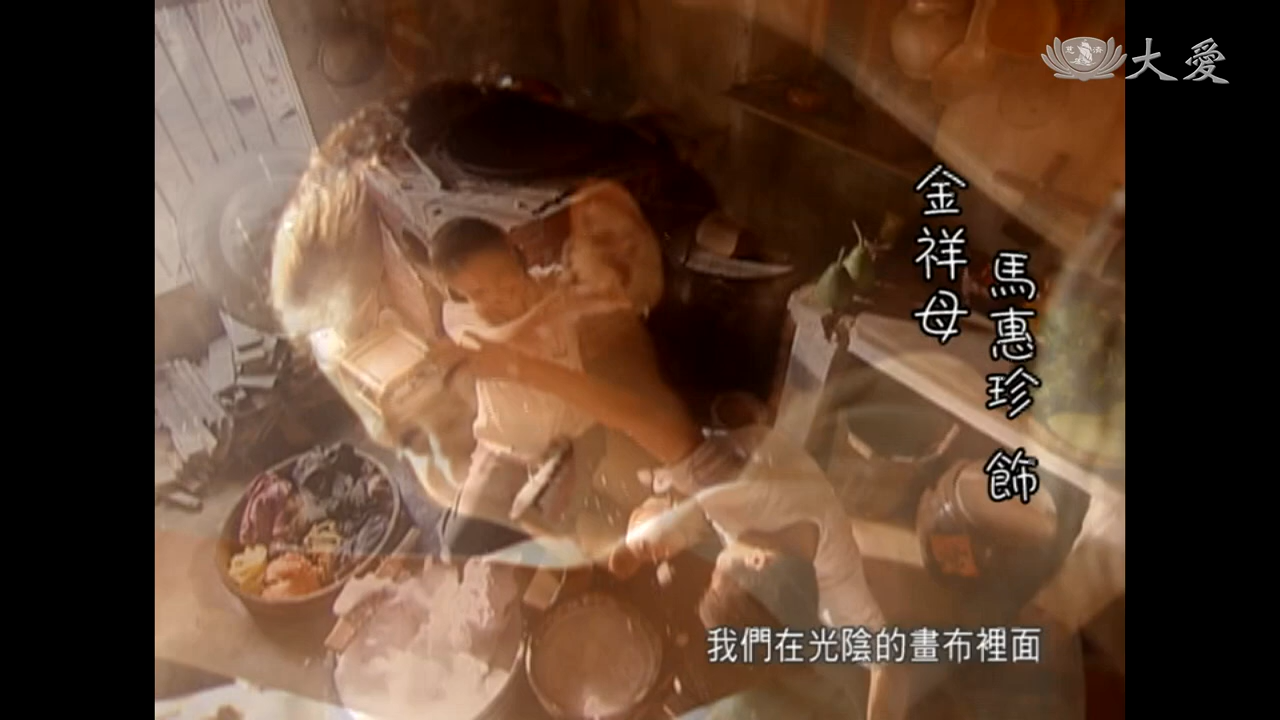 大愛
金祥母
馬惠珍 飾
我們在光陰的畫布裡面